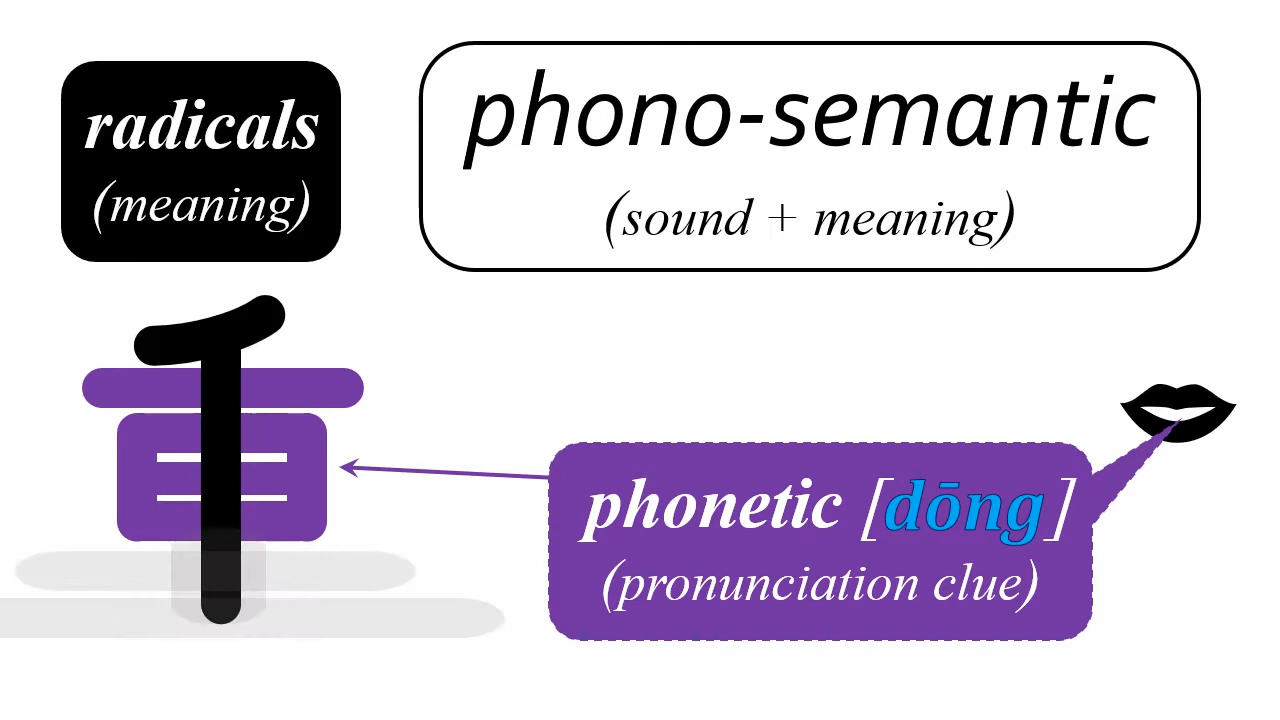 radicals
(meaning)
phono-semantic
(sound + meaning)
phonetic [dōng]
(pronunciation clue)